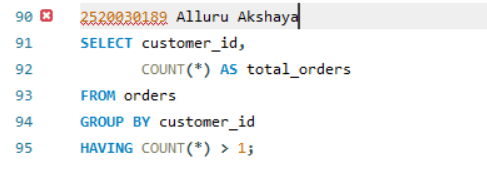 90 2520030189 Alluru Akshaya
91 SELECT customer_id,
92 COUNT(*) AS total_orders
93 FROM orders
94 GROUP BY customer_id
95 HAVING COUNT(*) > 1;